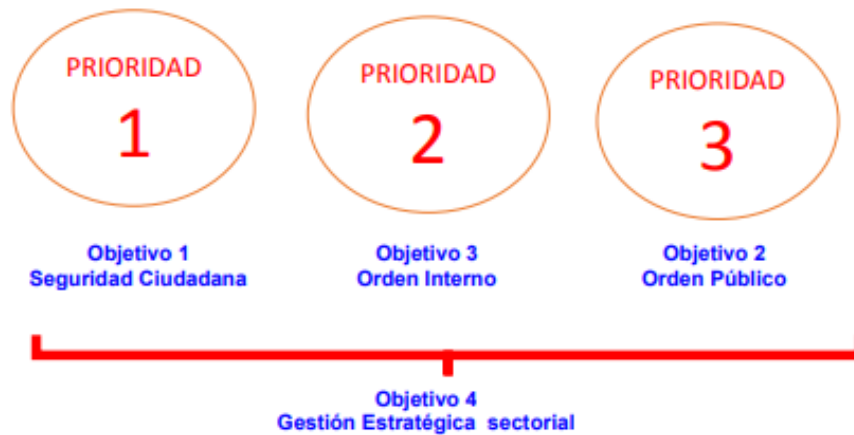 PRIORIDAD
1
PRIORIDAD
2
PRIORIDAD
3
Objetivo 1
Seguridad Ciudadana
Objetivo 3
Orden Interno
Objetivo 2
Orden Público
Objetivo 4
Gestión Estratégica sectorial